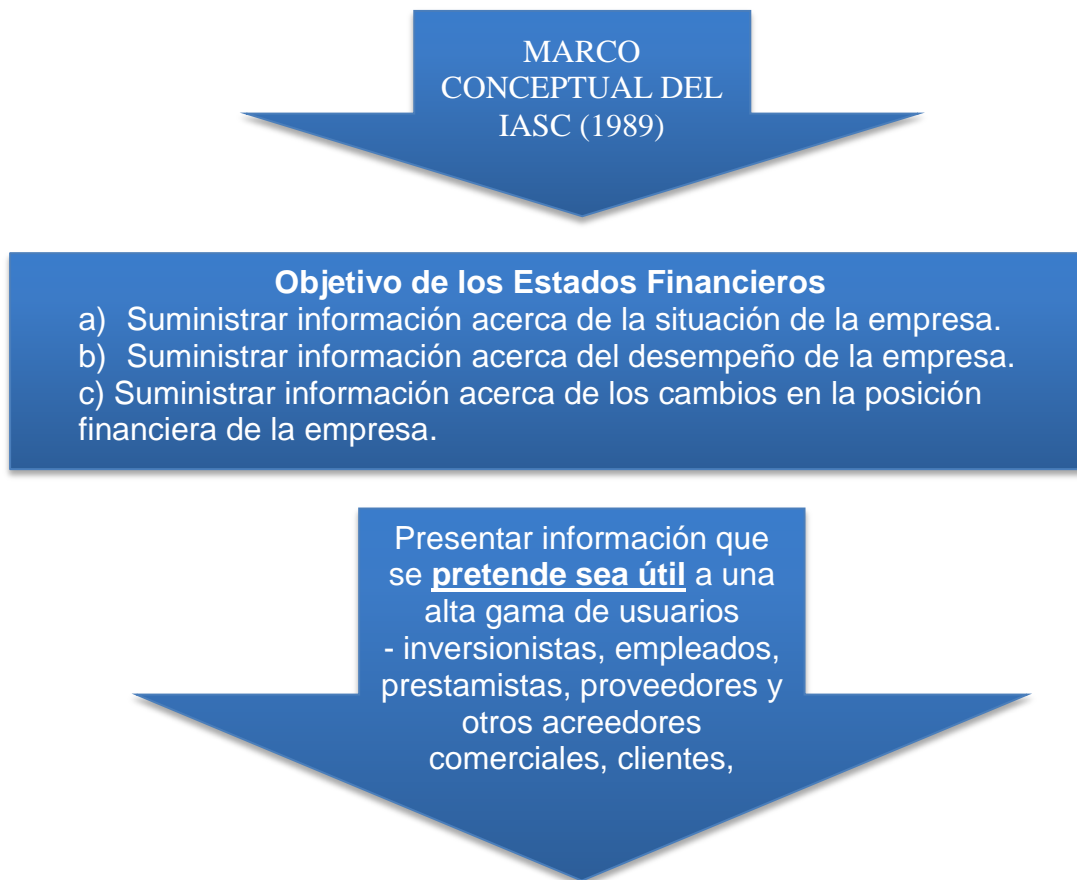 MARCO
CONCEPTUAL DEL
IASC (1989)
Objetivo de los Estados Financieros
a) Suministrar información acerca de la situación de la empresa.
b) Suministrar información acerca del desempeño de la empresa.
c) Suministrar información acerca de los cambios en la posición
financiera de la empresa.
Presentar información que
se pretende sea útil a una
alta gama de usuarios
- inversionistas, empleados,
prestamistas, proveedores y
otros acreedores
comerciales, clientes,